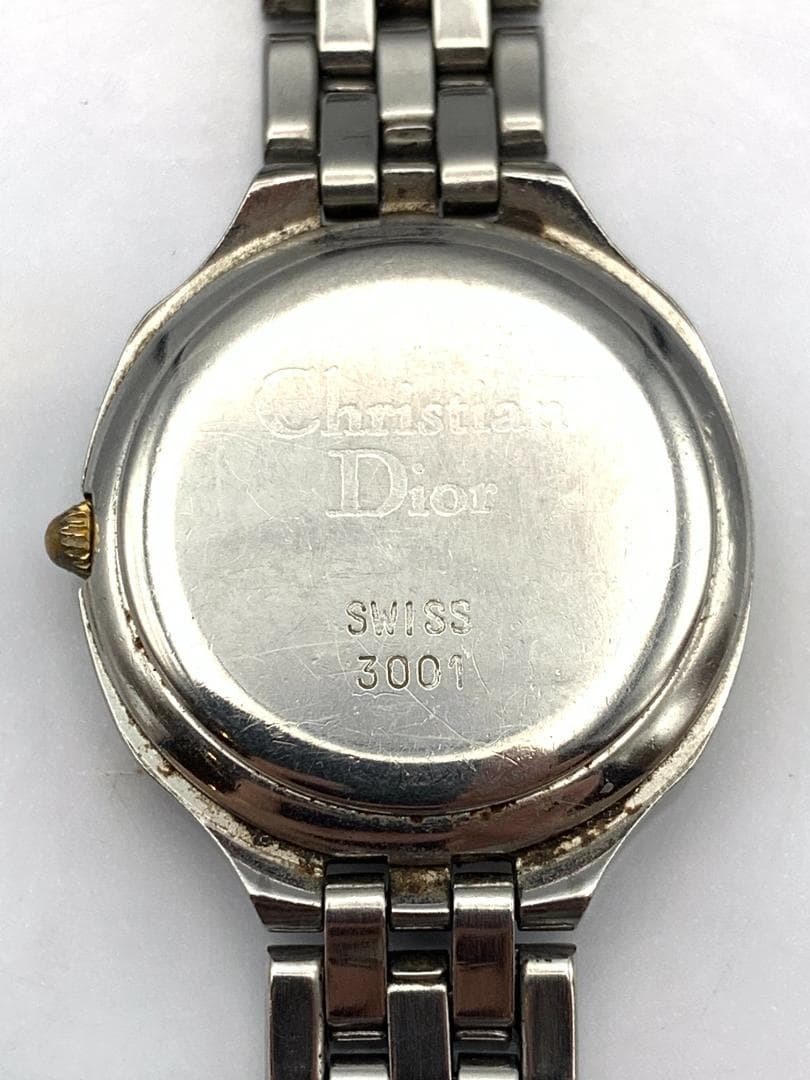 Christian
Dior
SWISS
3001